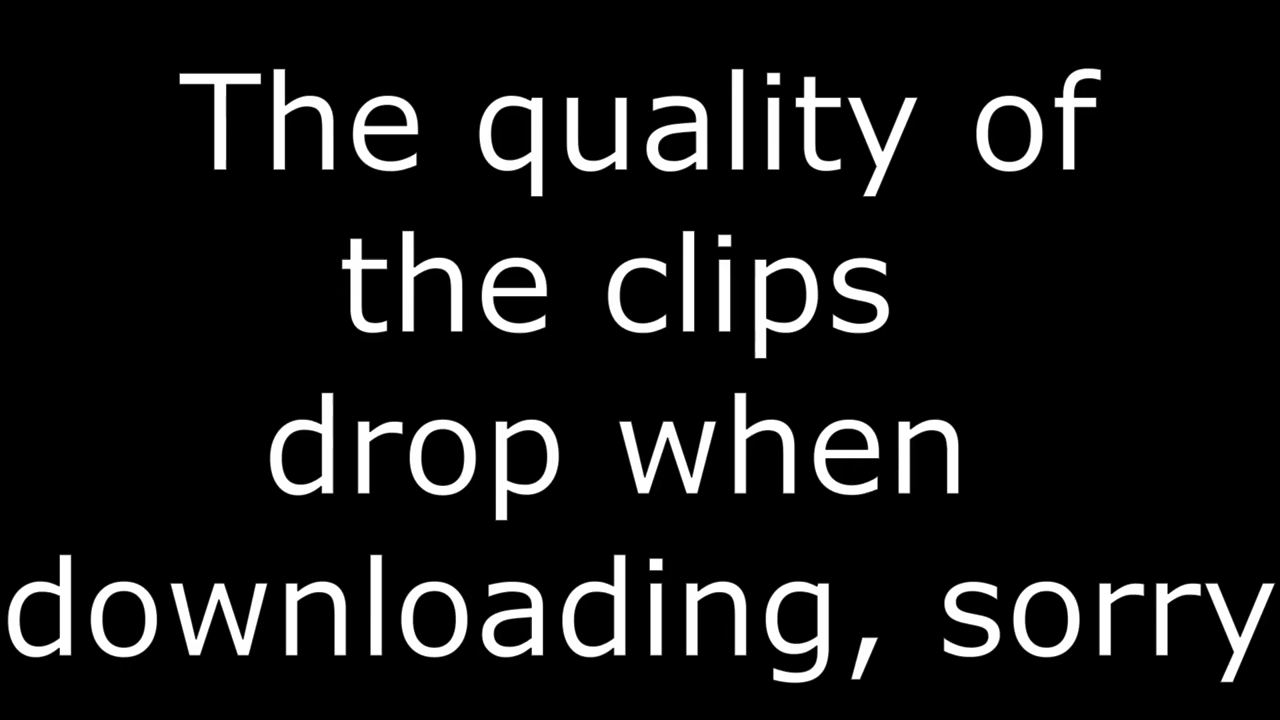 The quality of
the clips
drop when
downloading, sorry